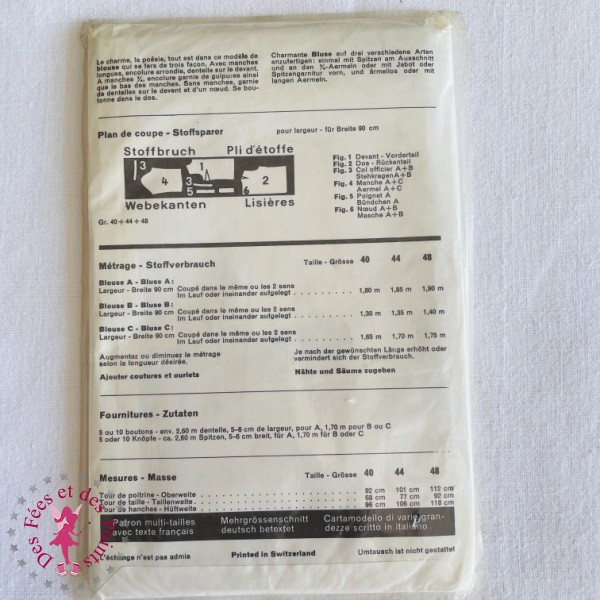 Le charme, la poésie, tout est dans ce modèle de
blouse qui se fera de trois façon. Avec manches
longues, encolure arrondie, dentelle sur le devant.
A manches ¾, encolure garnie de guipures ainsi
que le bas des manches. Sans manches, garnie
de dentelles sur le devant et d'un nœud. Se bou-
tonne dans le dos.
Charmante Bluse auf drei verschiedene Arten
anzufertigen: einmal mit Spitzen am Ausschnitt
und an den ¾-Aermeln oder mit Jabot oder
Spitzengarnitur vorn, und ärmellos oder mit
langen Aermeln.
Plan de coupe - Stoffsparer
pour largeur - für Breite 90 cm
Stoffbruch Pli d'étoffe
3 1
4 3 5 2 6
Webekanten Lisières
Gr. 40+44+48
Fig. 1 Devant - Vorderteil
Fig. 2 Dos - Rückenteil
Fig. 3 Col officier A+B
Stehkragen A+B
Fig. 4 Manche A+C
Aermel A+C
Fig. 5 Poignet A
Bündchen A
Fig. 6 Nœud A+B
Masche A+B
Métrage - Stoffverbrauch Taille - Grösse 40 44 48
Blouse A - Bluse A:
Largeur - Breite 90 cm Coupé dans le même ou les 2 sens
Im Lauf oder ineinander aufgelegt . . . . . . . . . . 1,80 m 1,85 m 1,90 m
Blouse B - Bluse B:
Largeur - Breite 90 cm Coupé dans le même ou les 2 sens
Im Lauf oder ineinander aufgelegt . . . . . . . . . . 1,30 m 1,35 m 1,40 m
Blouse C - Bluse C:
Largeur - Breite 90 cm Coupé dans le même ou les 2 sens
Im Lauf oder ineinander aufgelegt . . . . . . . . . . 1,65 m 1,70 m 1,75 m
Augmentez ou diminuez le métrage
selon la longueur désirée.
Je nach der gewünschten Länge erhöht oder
vermindert sich der Stoffverbrauch.
Ajouter coutures et ourlets
Nähte und Säume zugeben
Fournitures - Zutaten
5 ou 10 boutons - env. 2,60 m dentelle, 5-6 cm de largeur, pour A, 1,70 m pour B ou C
5 oder 10 Knöpfe - ca. 2,60 m Spitzen, 5-6 cm breit, für A, 1,70 m für B oder C
Mesures - Masse Taille - Grösse 40 44 48
Tour de poitrine - Oberweite . . . . . . . . . . 92 cm 101 cm 112 cm
Tour de taille - Taillenweite . . . . . . . . . . 68 cm 77 cm 92 cm
Tour de hanches - Hüftweite . . . . . . . . . . 96 cm 106 cm 118 cm
Patron multi-tailles
avec texte français
Mehrgrössenschnitt
deutsch betextet
Cartamodello di varie gran-
dezze scritto in italiano
L'échange n'est pas admis Printed in Switzerland Umtausch ist nicht gestattet
Des Fées et des Points